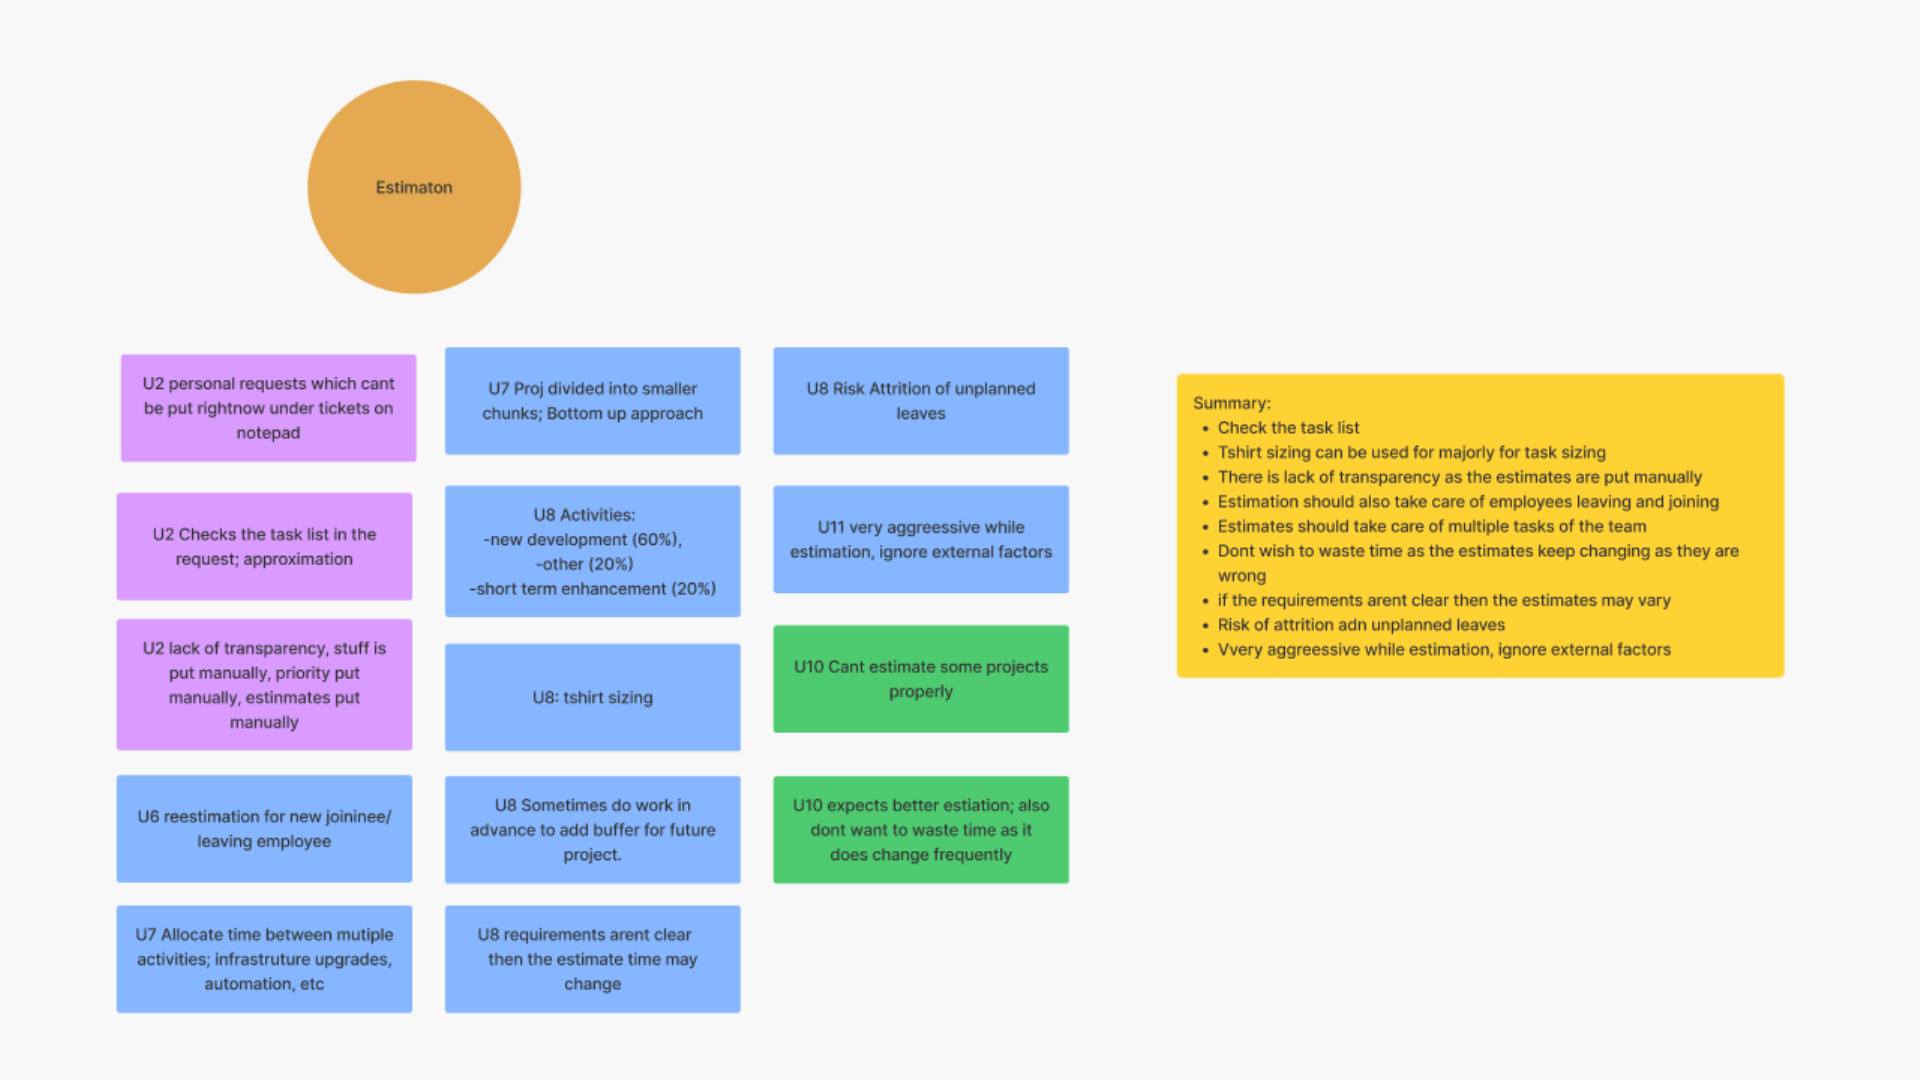 Estimaton
U2 personal requests which cant
be put rightnow under tickets on
notepad
U2 Checks the task list in the
request; approximation
U2 lack of transparency, stuff is
put manually, priority put
manually, estinmates put
manually
U6 reestimation for new joininee/
leaving employee
U7 Allocate time between mutiple
activities; infrastruture upgrades,
automation, etc
U7 Proj divided into smaller
chunks; Bottom up approach
U8 Activities:
-new development (60%),
-other (20%)
-short term enhancement (20%)
U8: tshirt sizing
U8 Sometimes do work in
advance to add buffer for future
project.
U8 requirements arent clear
then the estimate time may
change
U8 Risk Attrition of unplanned
leaves
U11 very aggreessive while
estimation, ignore external factors
U10 Cant estimate some projects
properly
U10 expects better estiation; also
dont want to waste time as it
does change frequently
Summary:
• Check the task list
• Tshirt sizing can be used for majorly for task sizing
• There is lack of transparency as the estimates are put manually
• Estimation should also take care of employees leaving and joining
• Estimates should take care of multiple tasks of the team
• Dont wish to waste time as the estimates keep changing as they are
wrong
• if the requirements arent clear then the estimates may vary
• Risk of attrition adn unplanned leaves
• Vvery aggreessive while estimation, ignore external factors